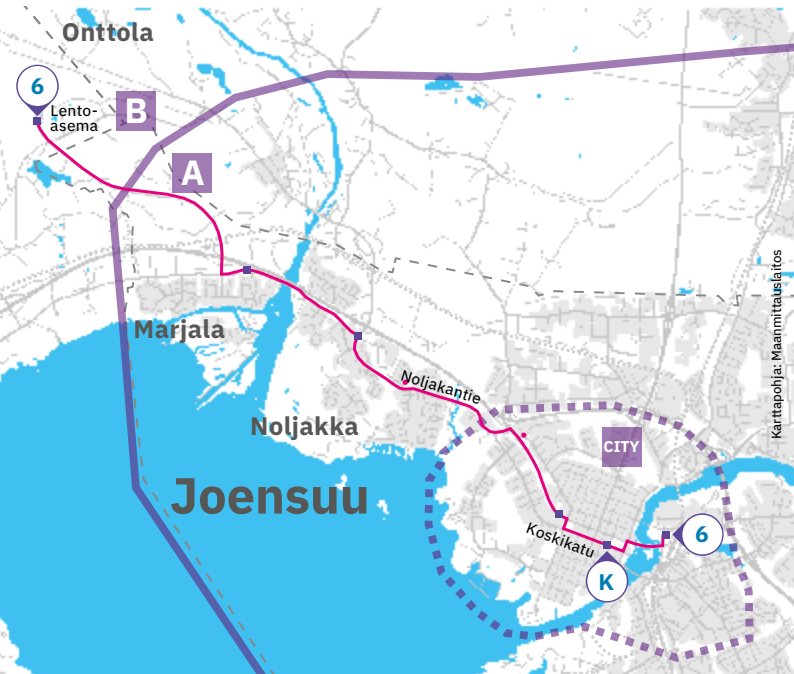 Onttola
6
Lento-
asema
B
A
Karttapohja: Maanmittauslaitos
Marjala
Noljakantie
Noljakka
CITY
Joensuu
Koskikatu
6
K